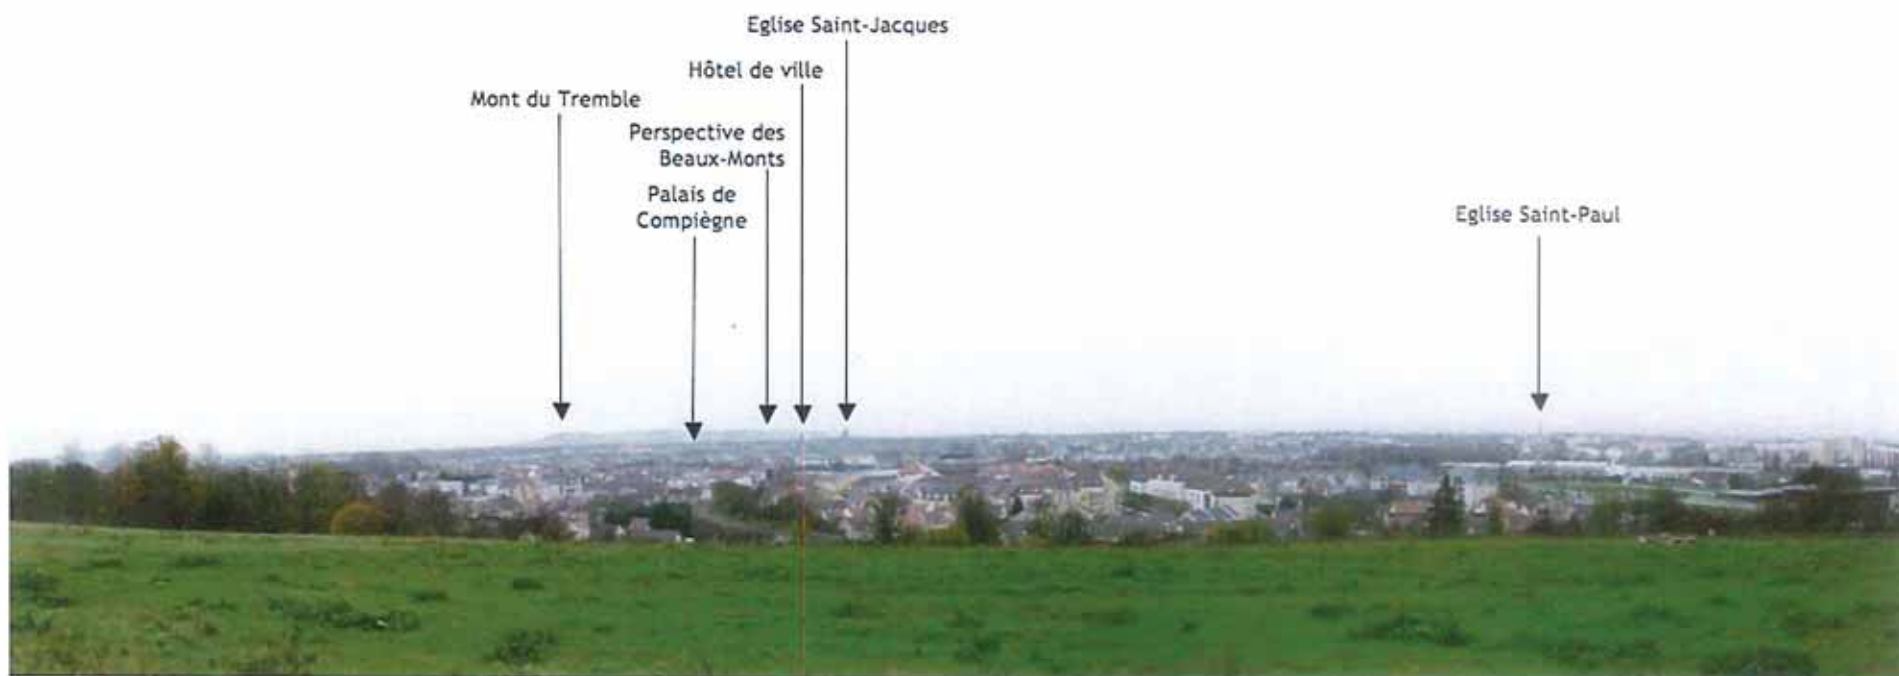 Eglise Saint-Jacques
Hôtel de ville
Mont du Tremble
Perspective des
Beaux-Monts
Palais de
Compiègne
Eglise Saint-Paul